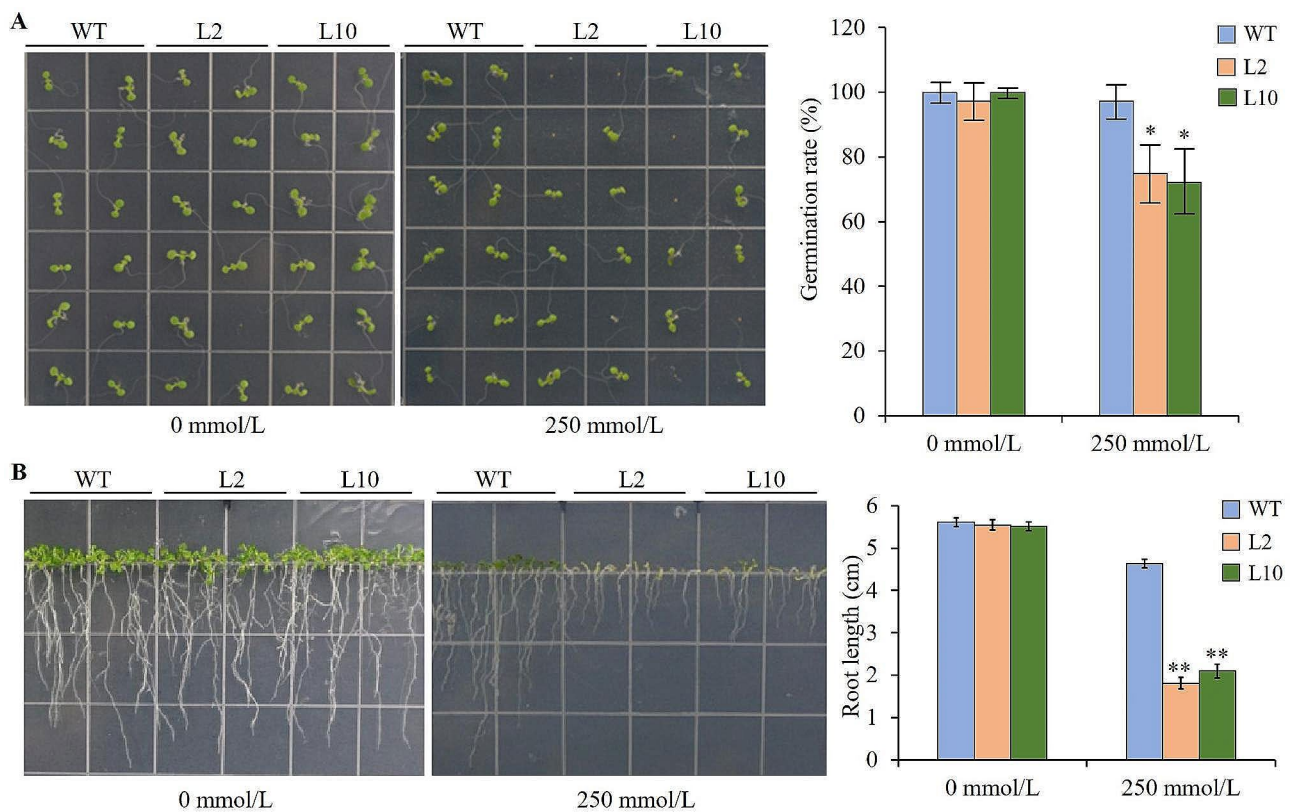 A
WT L2 L10 WT L2 L10
0 mmol/L 250 mmol/L
120
100
80
60
40
20
0
Germination rate (%)
WT
L2
L10
* *
0 mmol/L 250 mmol/L
B
WT L2 L10 WT L2 L10
0 mmol/L 250 mmol/L
6
5
4
3
2
1
0
Root length (cm)
WT
L2
L10
** **
0 mmol/L 250 mmol/L